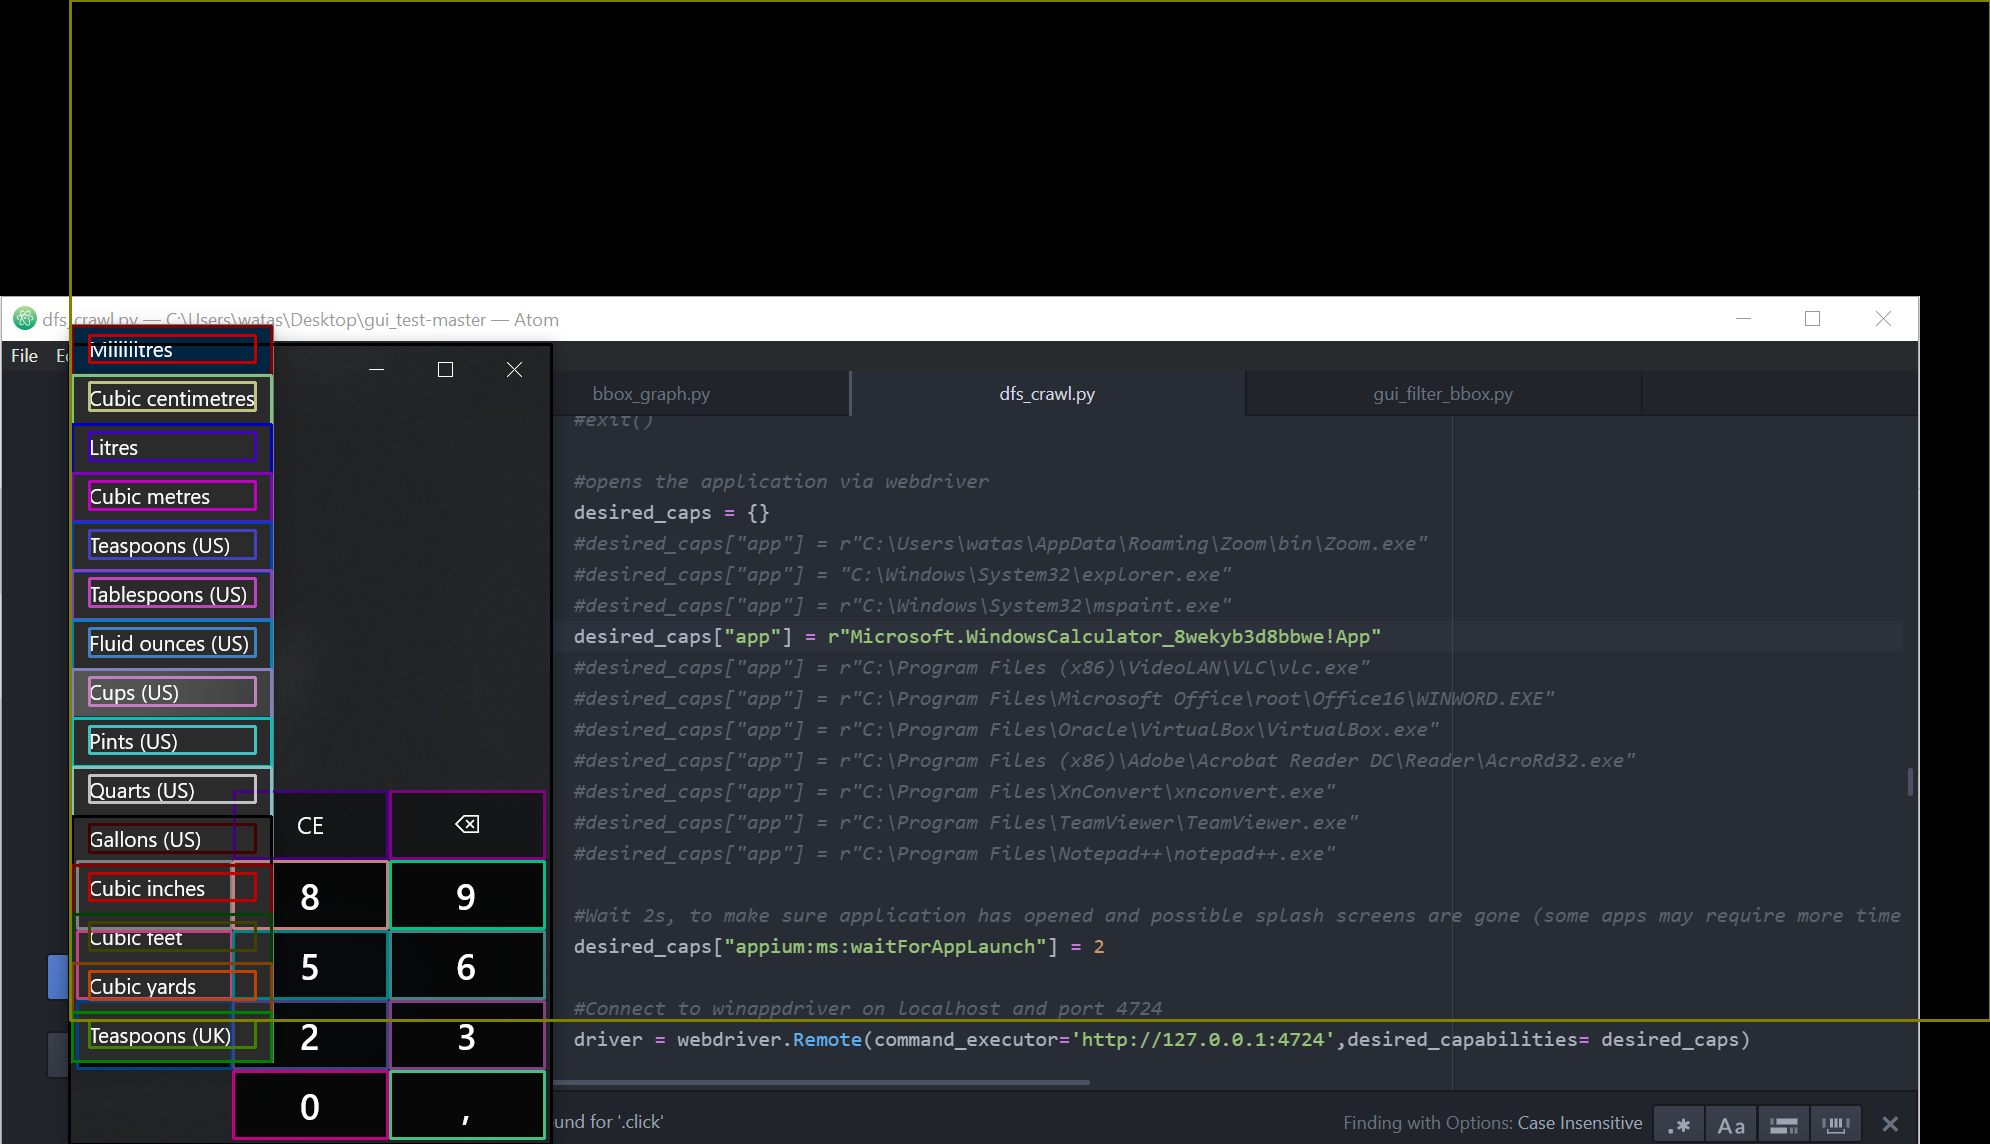 dfs_crawl.py — C:\Users\watas\Desktop\gui_test-master — Atom
File
Millilitres
Cubic centimetres
Litres
Cubic metres
Teaspoons (US)
Tablespoons (US)
Fluid ounces (US)
Cups (US)
Pints (US)
Quarts (US)
Gallons (US)
Cubic inches
Cubic feet
Cubic yards
Teaspoons (UK)
CE
8
9
5
6
2
3
0
,
bbox_graph.py
dfs_crawl.py
gui_filter_bbox.py
#exit()
#opens the application via webdriver
desired_caps = {}
#desired_caps["app"] = r"C:\Users\watas\AppData\Roaming\Zoom\bin\Zoom.exe"
#desired_caps["app"] = "C:\Windows\System32\explorer.exe"
#desired_caps["app"] = r"C:\Windows\System32\mspaint.exe"
desired_caps["app"] = r"Microsoft.WindowsCalculator_8wekyb3d8bbwe!App"
#desired_caps["app"] = r"C:\Program Files (x86)\VideoLAN\VLC\vlc.exe"
#desired_caps["app"] = r"C:\Program Files\Microsoft Office\root\Office16\WINWORD.EXE"
#desired_caps["app"] = r"C:\Program Files\Oracle\VirtualBox\VirtualBox.exe"
#desired_caps["app"] = r"C:\Program Files (x86)\Adobe\Acrobat Reader DC\Reader\AcroRd32.exe"
#desired_caps["app"] = r"C:\Program Files\XnConvert\xnconvert.exe"
#desired_caps["app"] = r"C:\Program Files\TeamViewer\TeamViewer.exe"
#desired_caps["app"] = r"C:\Program Files\Notepad++\notepad++.exe"
#Wait 2s, to make sure application has opened and possible splash screens are gone (some apps may require more time
desired_caps["appium:ms:waitForAppLaunch"] = 2
#Connect to winappdriver on localhost and port 4724
driver = webdriver.Remote(command_executor='http://127.0.0.1:4724',desired_capabilities= desired_caps)
und for '.click'
Finding with Options: Case Insensitive
.*
Aa